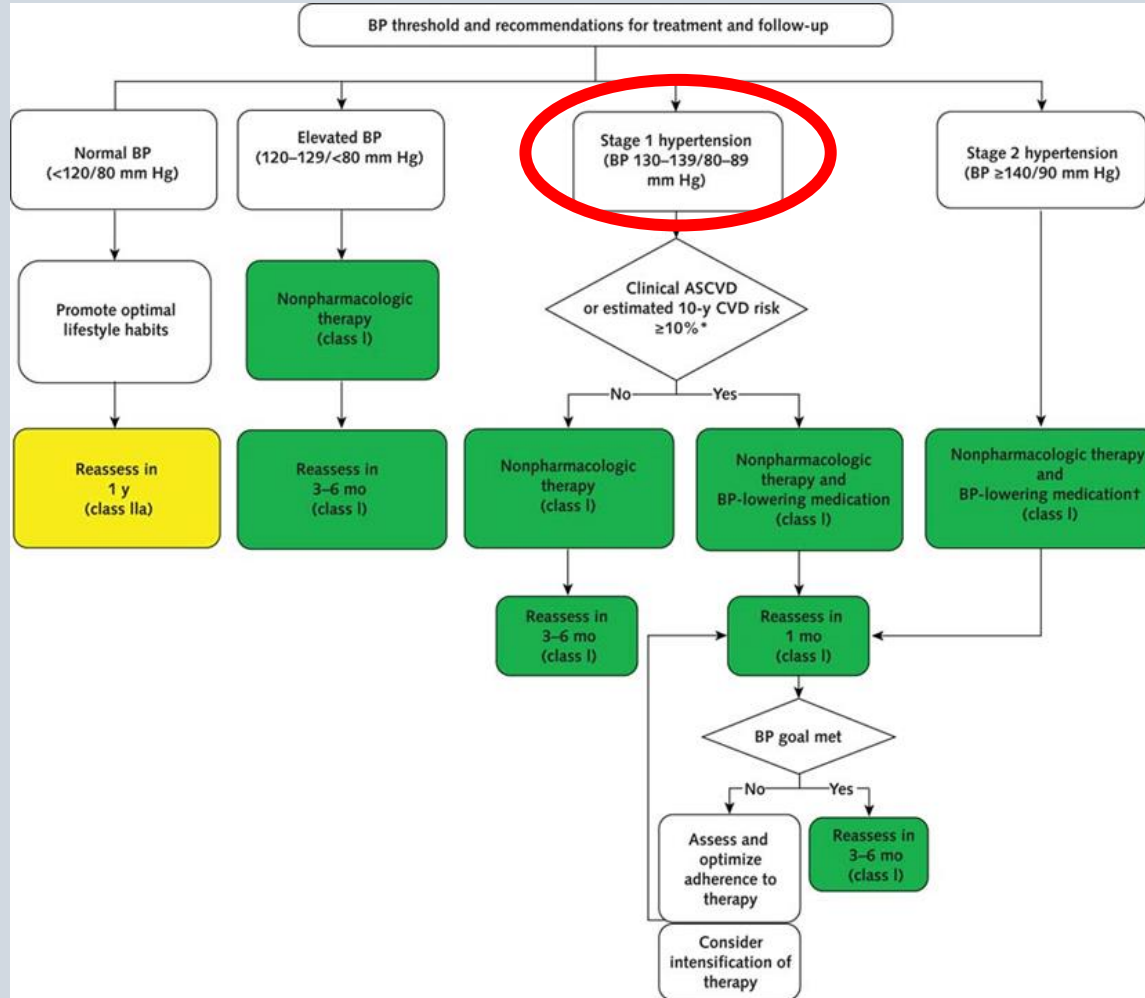 BP threshold and recommendations for treatment and follow-up
Normal BP
(<120/80 mm Hg)
Elevated BP
(120–129/<80 mm Hg)
Stage 1 hypertension
(BP 130–139/80–89
mm Hg)
Stage 2 hypertension
(BP ≥140/90 mm Hg)
Promote optimal
lifestyle habits
Nonpharmacologic
therapy
(class I)
Clinical ASCVD
or estimated 10-y CVD risk
≥10%*
No
Yes
Reassess in
1 y
(class IIa)
Reassess in
3–6 mo
(class I)
Nonpharmacologic
therapy
(class I)
Nonpharmacologic
therapy and
BP-lowering medication
(class I)
Nonpharmacologic therapy
and
BP-lowering medication†
(class I)
Reassess in
3–6 mo
(class I)
Reassess in
1 mo
(class I)
BP goal met
No
Yes
Assess and
optimize
adherence to
therapy
Reassess in
3–6 mo
(class I)
Consider
intensification of
therapy